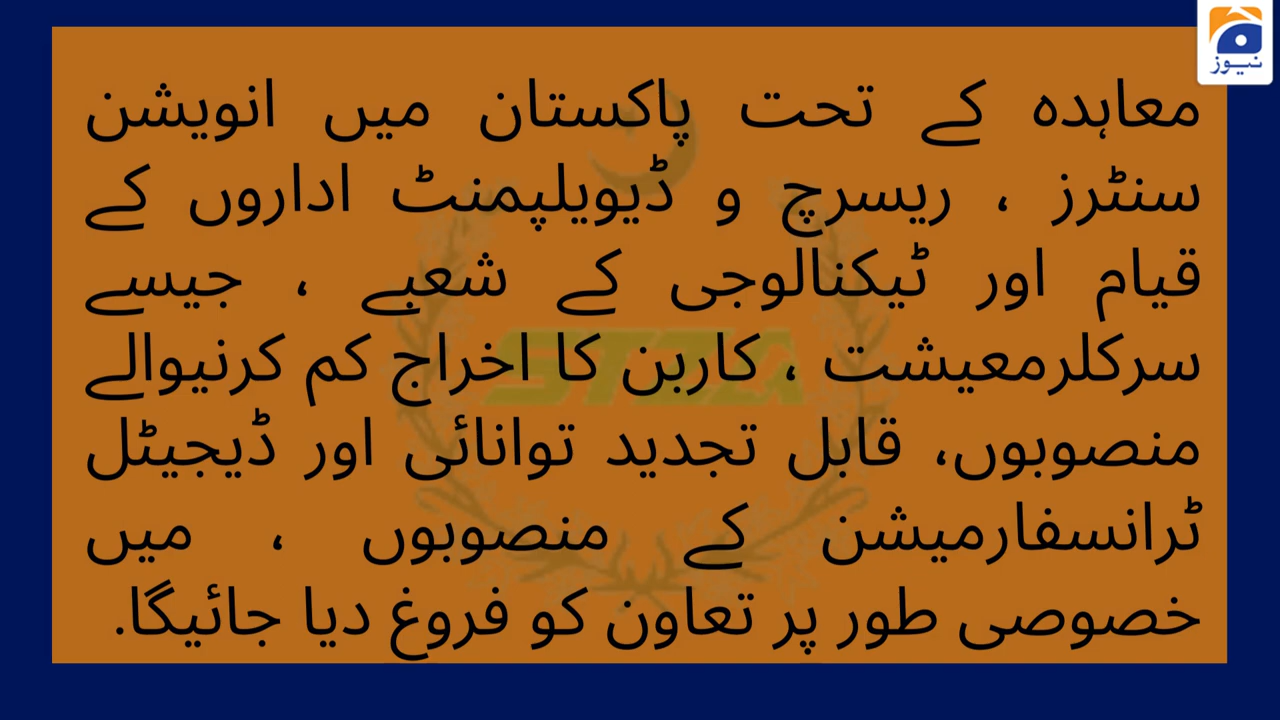 نیوز
معاہدہ کے تحت پاکستان میں انویشن
سنٹرز ، ریسرچ و ڈیویلپمنٹ اداروں کے
قیام اور ٹیکنالوجی کے شعبے ، جیسے
سرکلرمعیشت ، کاربن کا اخراج کم کرنیوالے
منصوبوں، قابل تجدید توانائی اور ڈیجیٹل
ٹرانسفارمیشن کے منصوبوں ، میں
خصوصی طور پر تعاون کو فروغ دیا جائیگا.
STZA